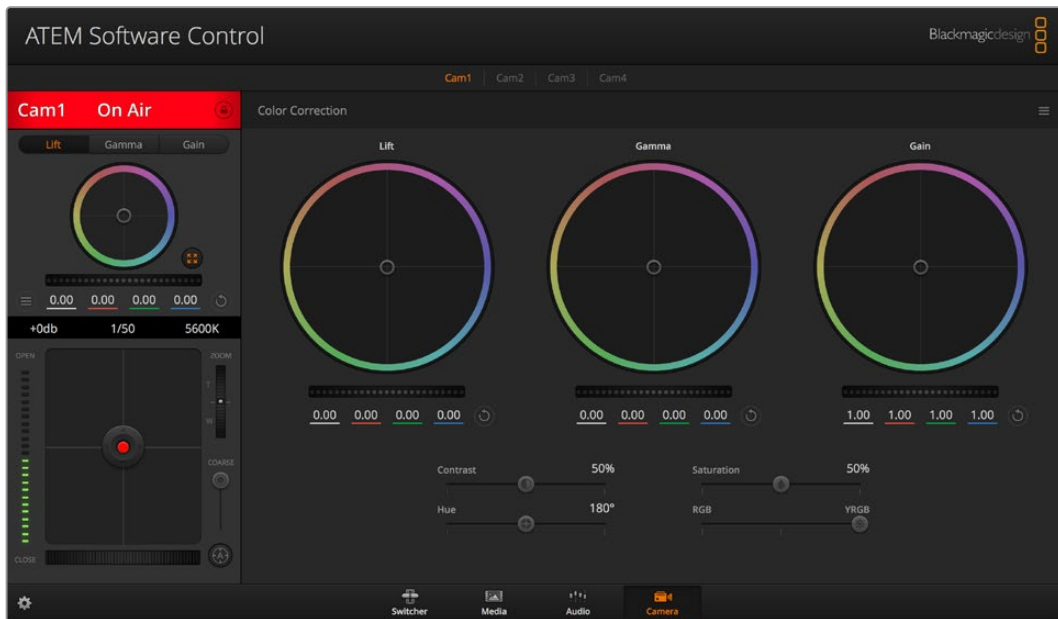 ATEM Software Control
Blackmagicdesign
Cam1 Cam2 Cam3 Cam4
Cam1 On Air
Color Correction
Lift Gamma Gain
Lift Gamma Gain
0.00 0.00 0.00 0.00
+0db 1/50 5600K
OPEN
ZOOM
T
W
COARSE
CLOSE
A
0.00 0.00 0.00 0.00
0.00 0.00 0.00 0.00
1.00 1.00 1.00 1.00
Contrast 50%
Saturation 50%
Hue 180°
RGB YRGB
Switcher Media Audio Camera